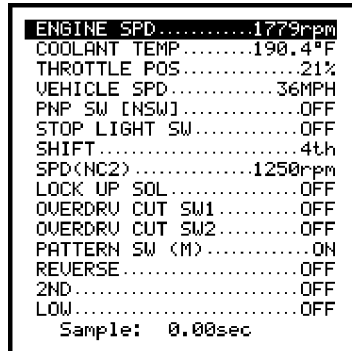 ENGINE SPD............1779rpm
COOLANT TEMP.........190.4°F
THROTTLE POS...............21%
VEHICLE SPD...............36MPH
PNP SW [NSW]...............OFF
STOP LIGHT SW.............OFF
SHIFT..........................4th
SPD(NC2)..............1250rpm
LOCK UP SOL................OFF
OVERDRV CUT SW1..........OFF
OVERDRV CUT SW2..........OFF
PATTERN SW (M).............ON
REVERSE......................OFF
2ND............................OFF
LOW............................OFF
Sample: 0.00sec